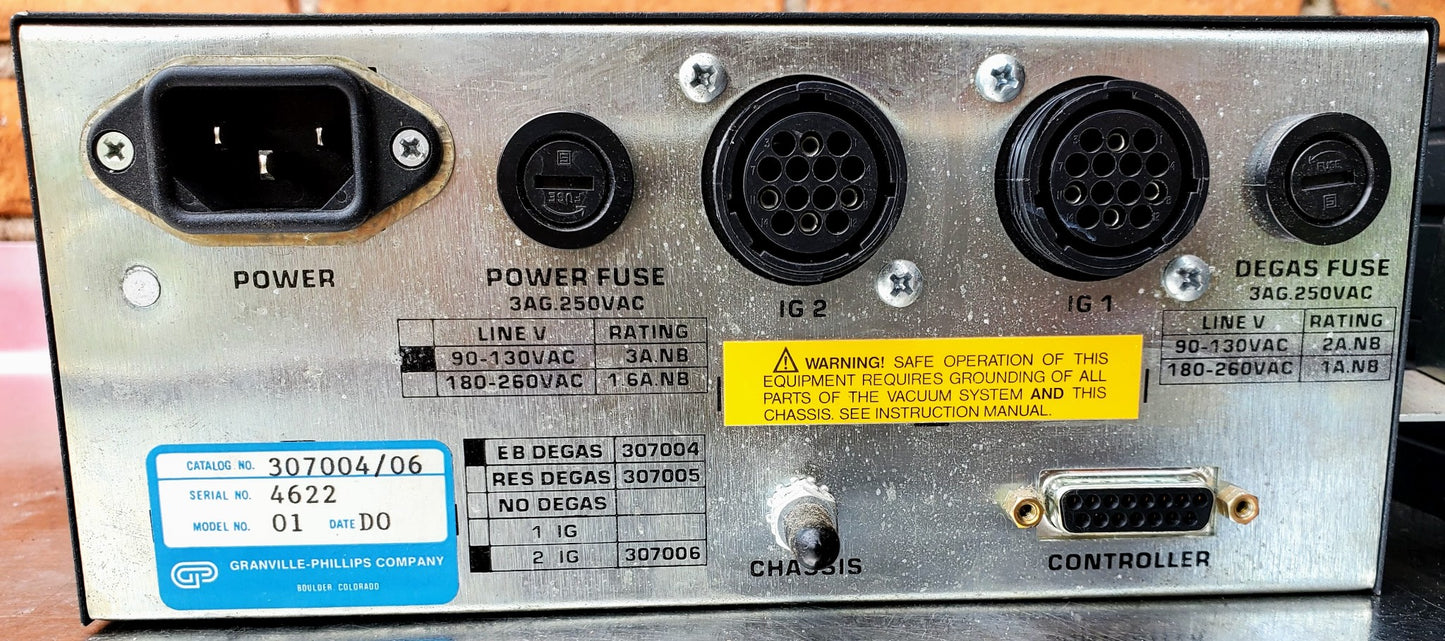 POWER
POWER FUSE
3AG.250VAC
LINE V RATING
90-130VAC 3A.NB
180-260VAC 1.6A.NB
FUSE
IG 2
IG 1
FUSE
DEGAS FUSE
3AG.250VAC
LINE V RATING
90-130VAC 2A.NB
180-260VAC 1A.NB
WARNING! SAFE OPERATION OF THIS
EQUIPMENT REQUIRES GROUNDING OF ALL
PARTS OF THE VACUUM SYSTEM AND THIS
CHASSIS. SEE INSTRUCTION MANUAL.
CATALOG NO. 307004/06
SERIAL NO. 4622
MODEL NO. 01 DATE DO
GP
GRANVILLE-PHILLIPS COMPANY
BOULDER, COLORADO
EB DEGAS 307004
RES DEGAS 307005
NO DEGAS
1 IG
2 IG 307006
CHASSIS
CONTROLLER